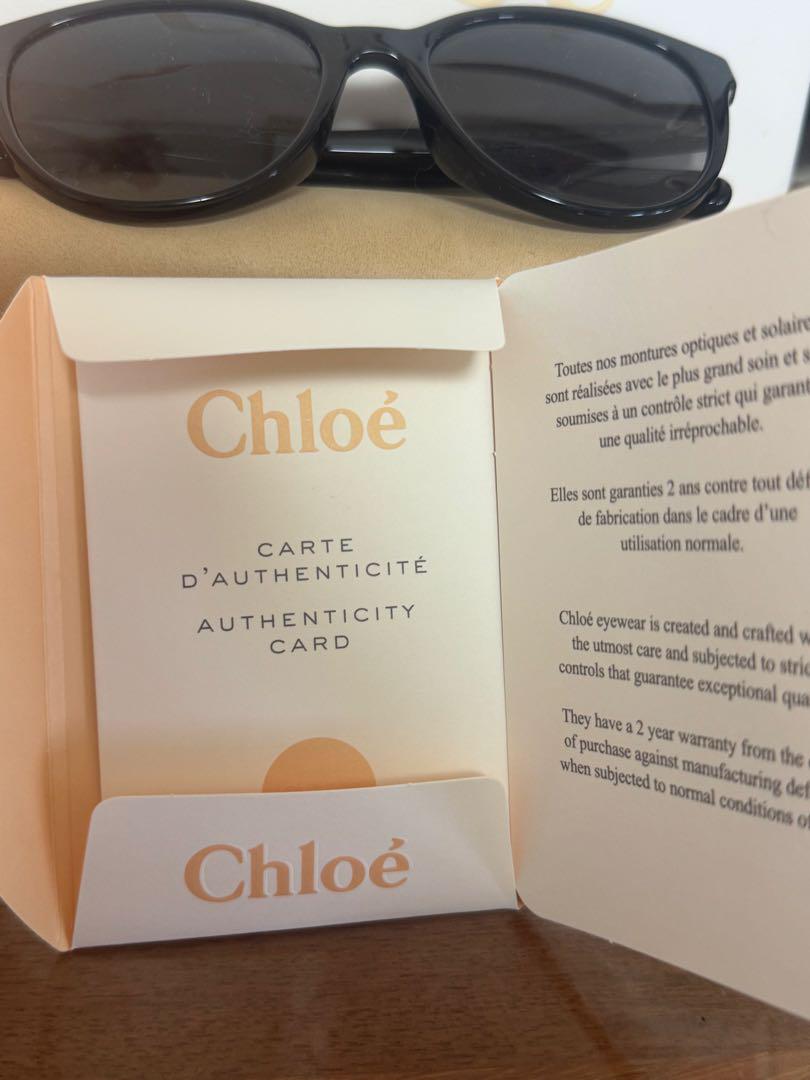 Chloé
CARTE
D'AUTHENTICITÉ
AUTHENTICITY
CARD
Chloé
Toutes nos montures optiques et solaire
sont réalisées avec le plus grand soin et s
soumises à un contrôle strict qui garant
une qualité irréprochable.
Elles sont garanties 2 ans contre tout déf
de fabrication dans le cadre d'une
utilisation normale.
Chloé eyewear is created and crafted w
the utmost care and subjected to stric
controls that guarantee exceptional qua
They have a 2 year warranty from the
of purchase against manufacturing def
when subjected to normal conditions of